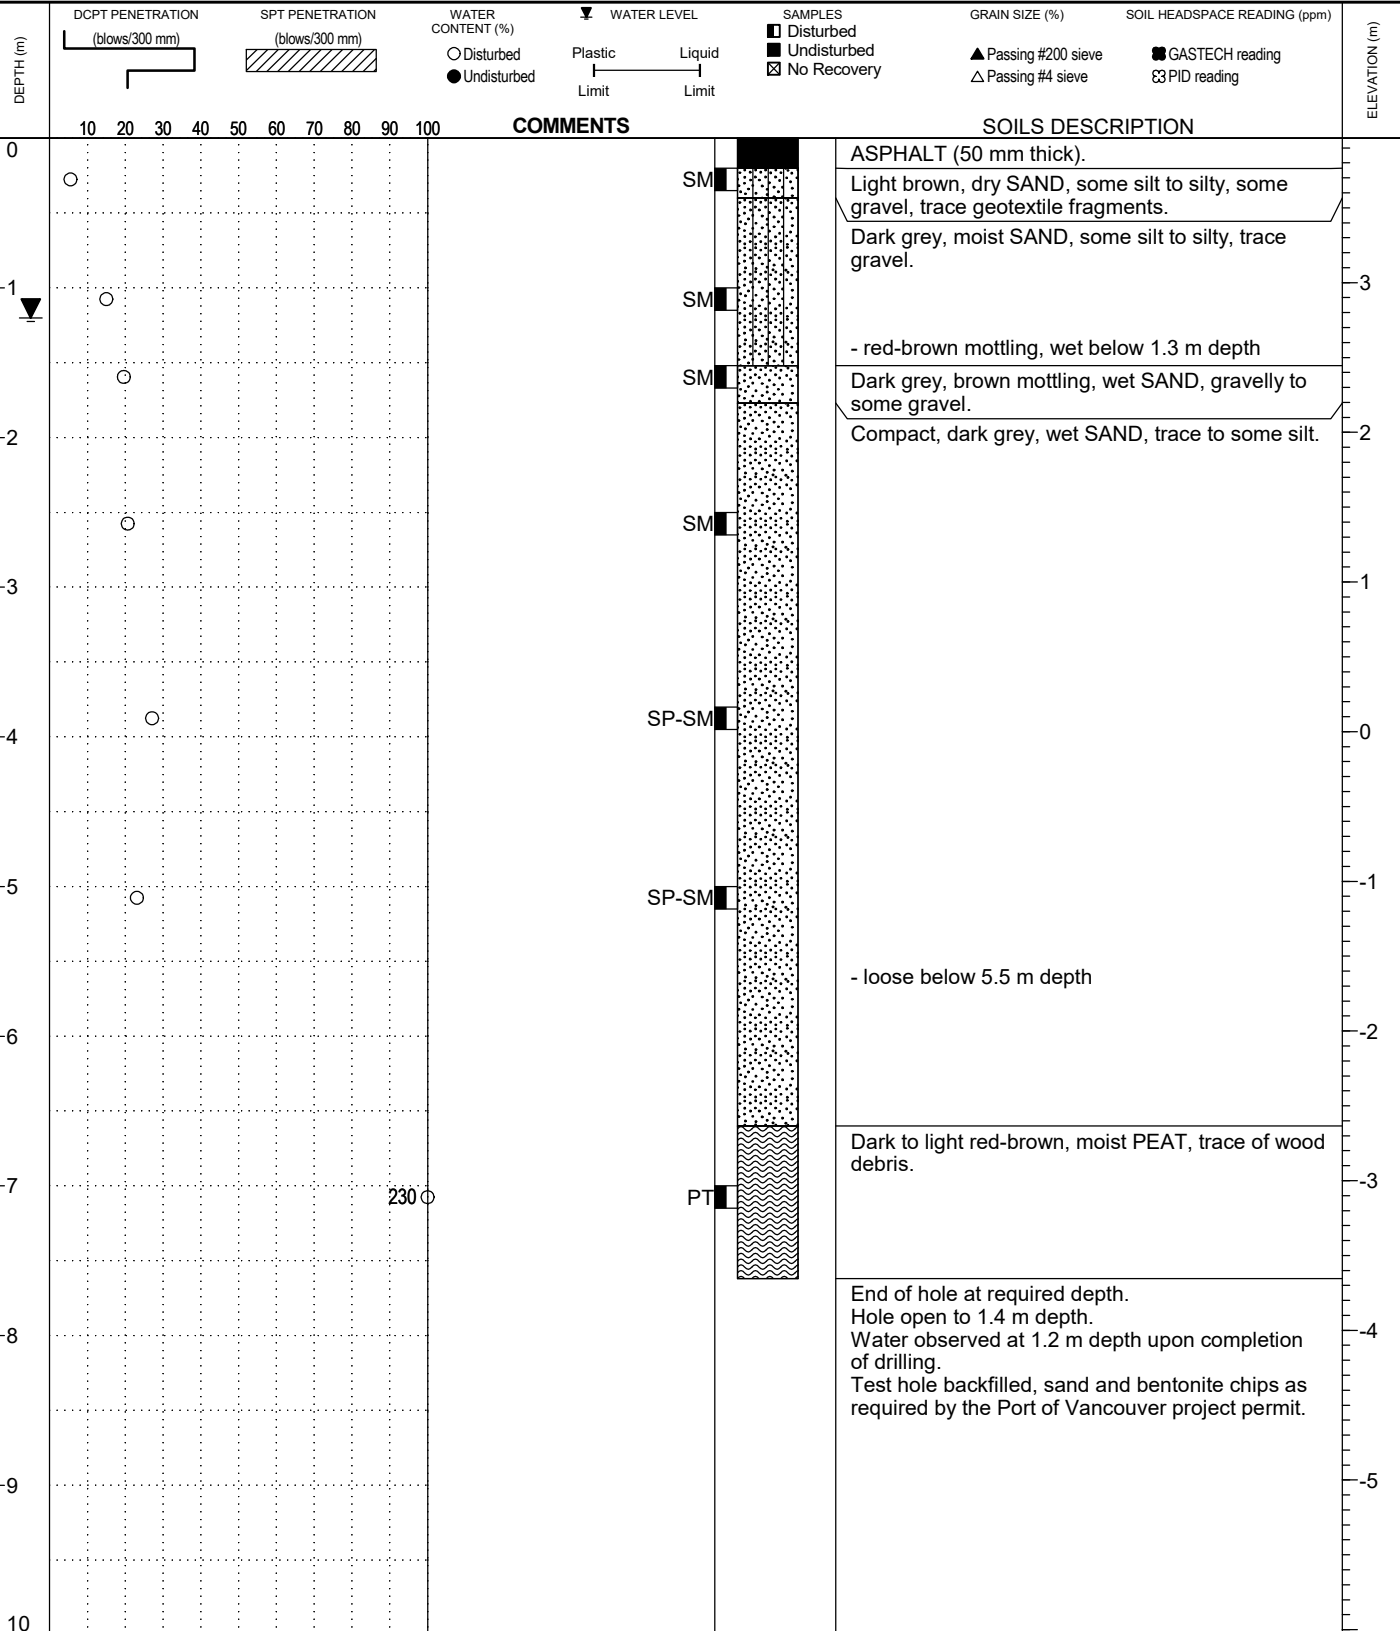 DCPT PENETRATION
(blows/300 mm)
SPT PENETRATION
(blows/300 mm)
WATER
CONTENT (%)
Disturbed
Undisturbed
WATER LEVEL
Plastic Liquid
Limit Limit
SAMPLES
Disturbed
Undisturbed
No Recovery
GRAIN SIZE (%)
Passing #200 sieve
Passing #4 sieve
SOIL HEADSPACE READING (ppm)
GASTECH reading
PID reading
DEPTH (m)
ELEVATION (m)
10 20 30 40 50 60 70 80 90 100
COMMENTS
SOILS DESCRIPTION
0
ASPHALT (50 mm thick).
SM
Light brown, dry SAND, some silt to silty, some
gravel, trace geotextile fragments.
Dark grey, moist SAND, some silt to silty, trace
gravel.
1
3
SM
- red-brown mottling, wet below 1.3 m depth
SM
Dark grey, brown mottling, wet SAND, gravelly to
some gravel.
Compact, dark grey, wet SAND, trace to some silt.
2
2
SM
3
1
SP-SM
4
0
5
-1
SP-SM
- loose below 5.5 m depth
6
-2
Dark to light red-brown, moist PEAT, trace of wood
debris.
7
-3
230
PT
End of hole at required depth.
Hole open to 1.4 m depth.
Water observed at 1.2 m depth upon completion
of drilling.
Test hole backfilled, sand and bentonite chips as
required by the Port of Vancouver project permit.
8
-4
9
-5
10